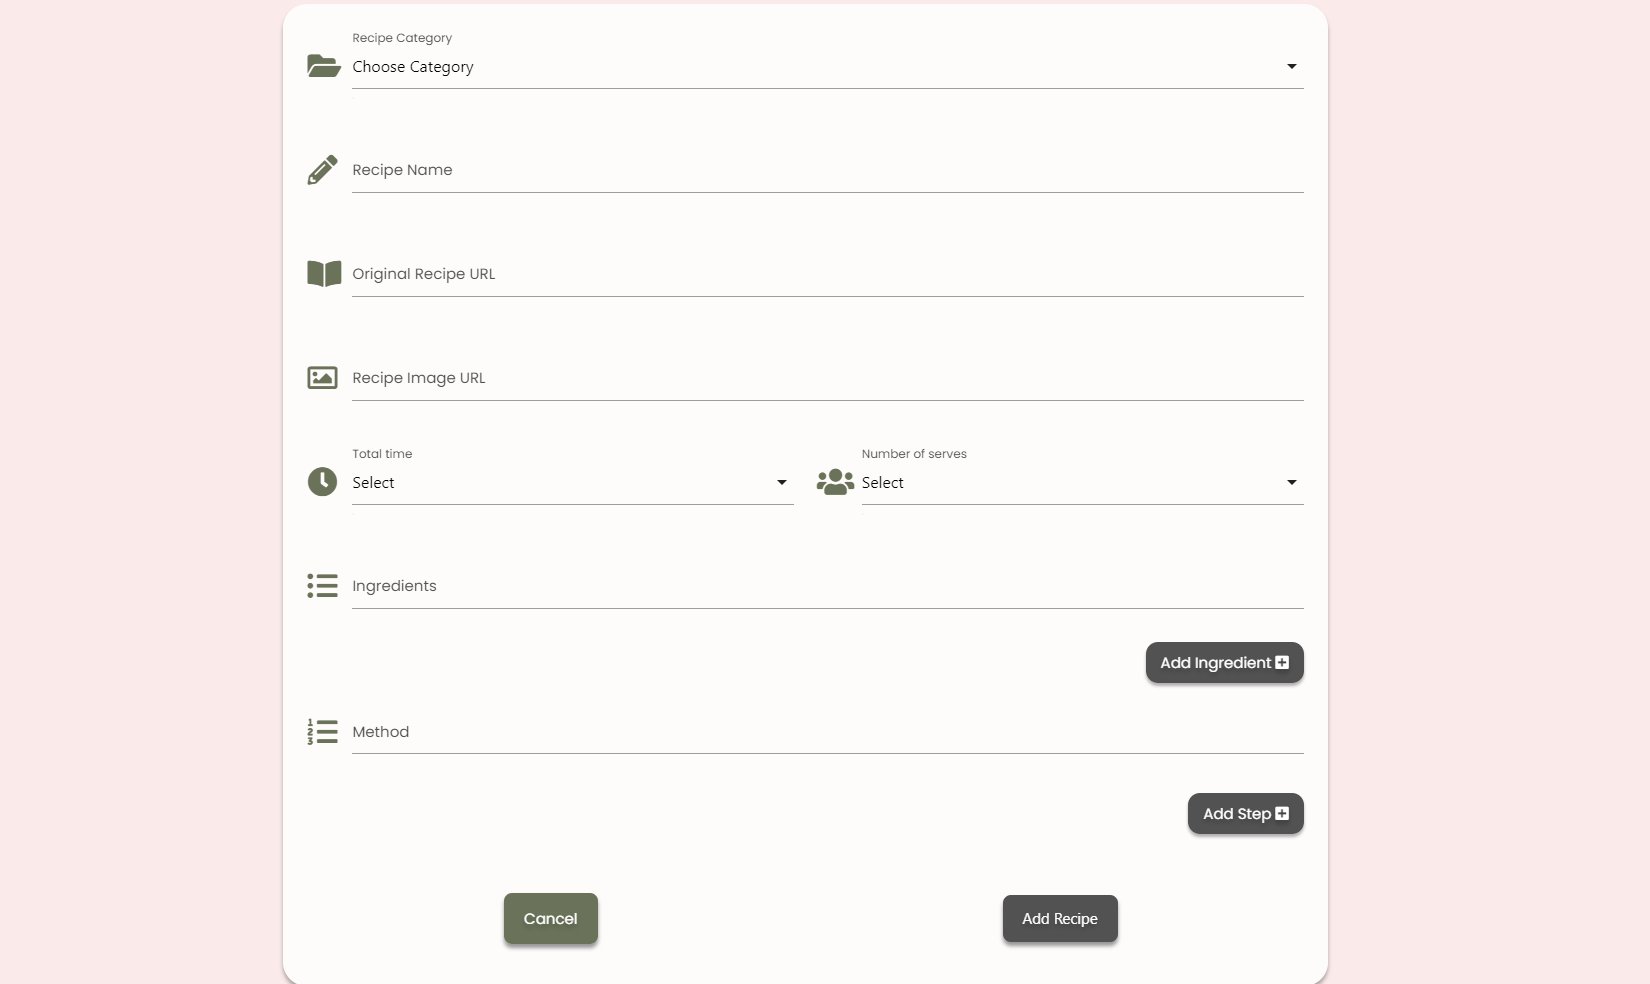 Recipe Category
Choose Category
Recipe Name
Original Recipe URL
Recipe Image URL
Total time
Select
Number of serves
Select
Ingredients
Add Ingredient
Method
Add Step
Cancel
Add Recipe